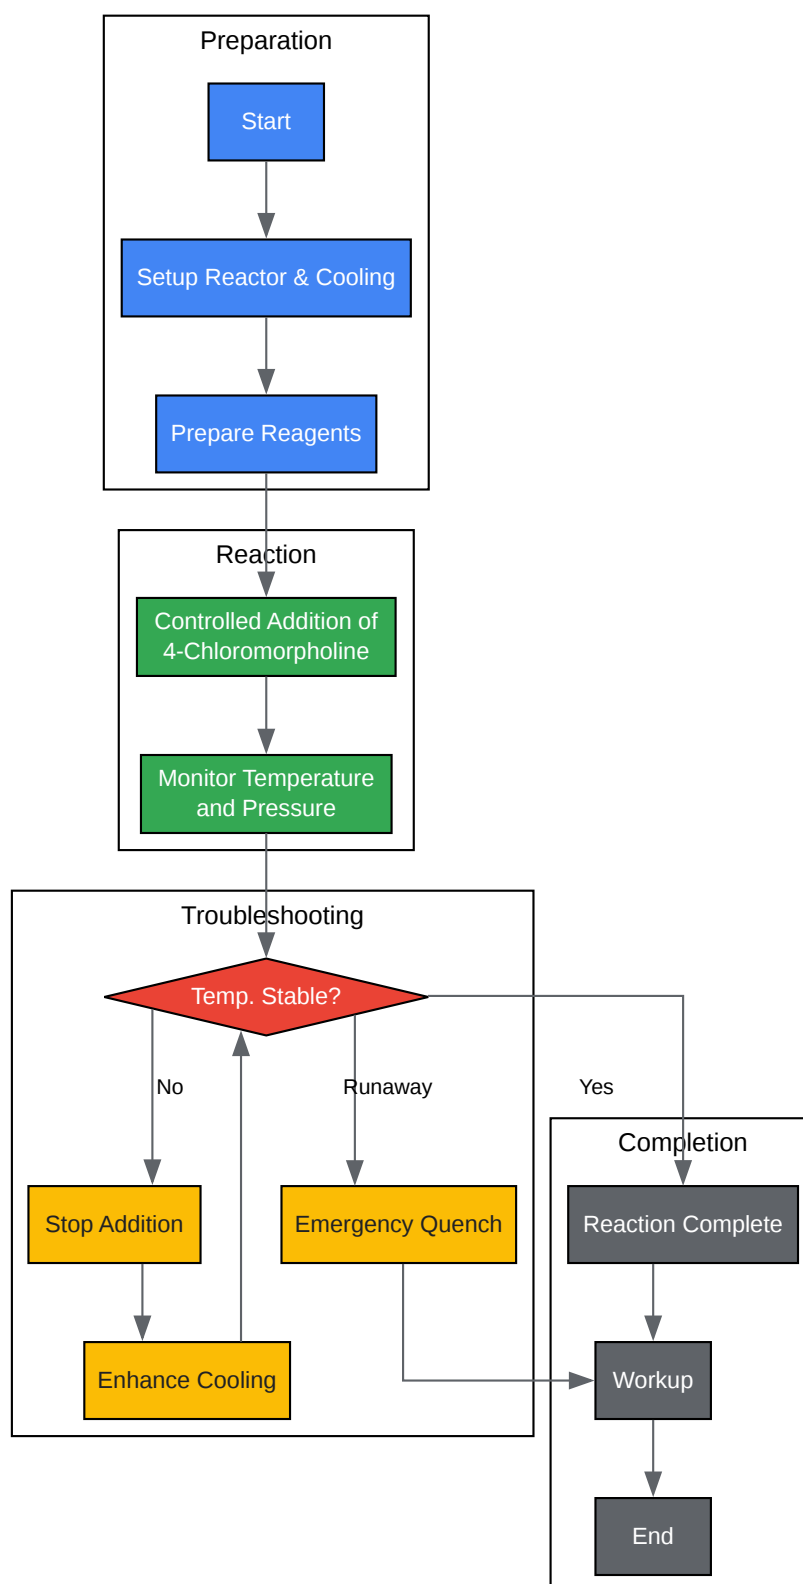 Preparation
Start
Setup Reactor & Cooling
Prepare Reagents
Reaction
Controlled Addition of
4-Chloromorpholine
Monitor Temperature
and Pressure
Troubleshooting
Temp. Stable?
No
Runaway
Yes
Completion
Stop Addition
Emergency Quench
Reaction Complete
Enhance Cooling
Workup
End